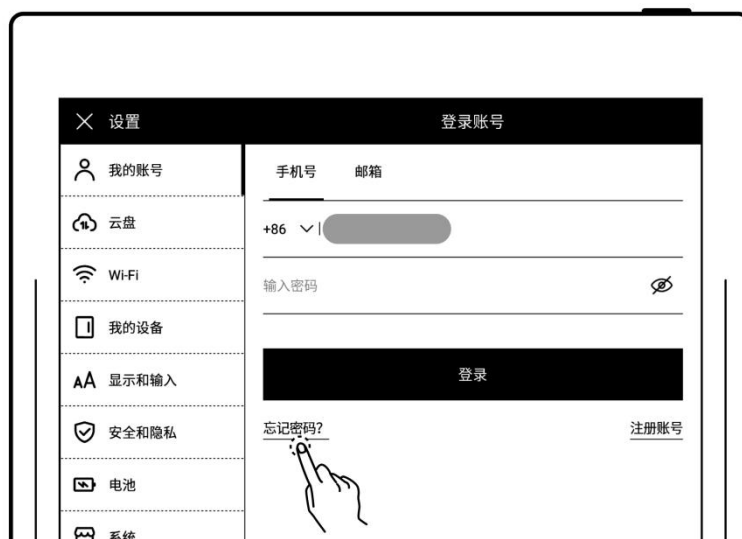 设置
登录账号
我的账号
云盘
Wi-Fi
我的设备
显示和输入
安全和隐私
电池
系统
手机号 邮箱
+86
输入密码
登录
忘记密码?
注册账号